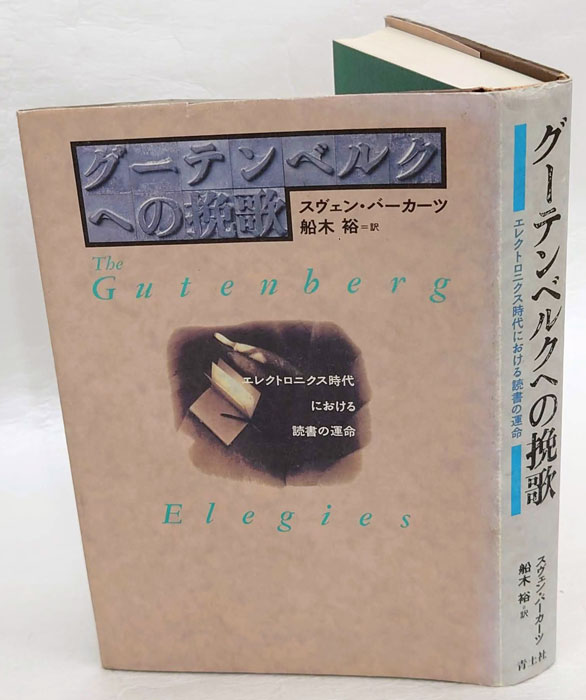 グーテンベルク
への挽歌
スヴェン・バーカーツ
船木 裕=訳
The
Gutenberg
エレクトロニクス時代
における
読書の運命
Elegies
グーテンベルクへの挽歌
エレクトロニクス時代における読書の運命
スヴェン・バーカーツ
船木 裕=訳
青土社